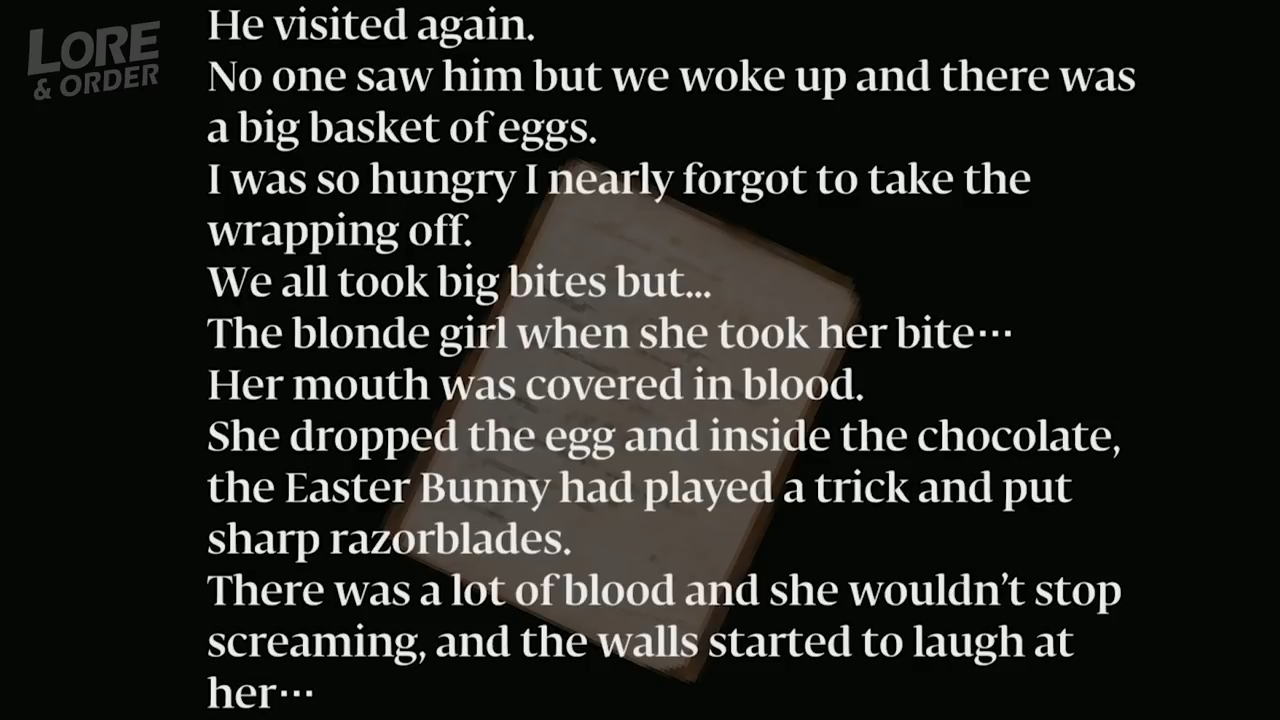 LORE
& ORDER
He visited again.
No one saw him but we woke up and there was
a big basket of eggs.
I was so hungry I nearly forgot to take the
wrapping off.
We all took big bites but...
The blonde girl when she took her bite···
Her mouth was covered in blood.
She dropped the egg and inside the chocolate,
the Easter Bunny had played a trick and put
sharp razorblades.
There was a lot of blood and she wouldn’t stop
screaming, and the walls started to laugh at
her···